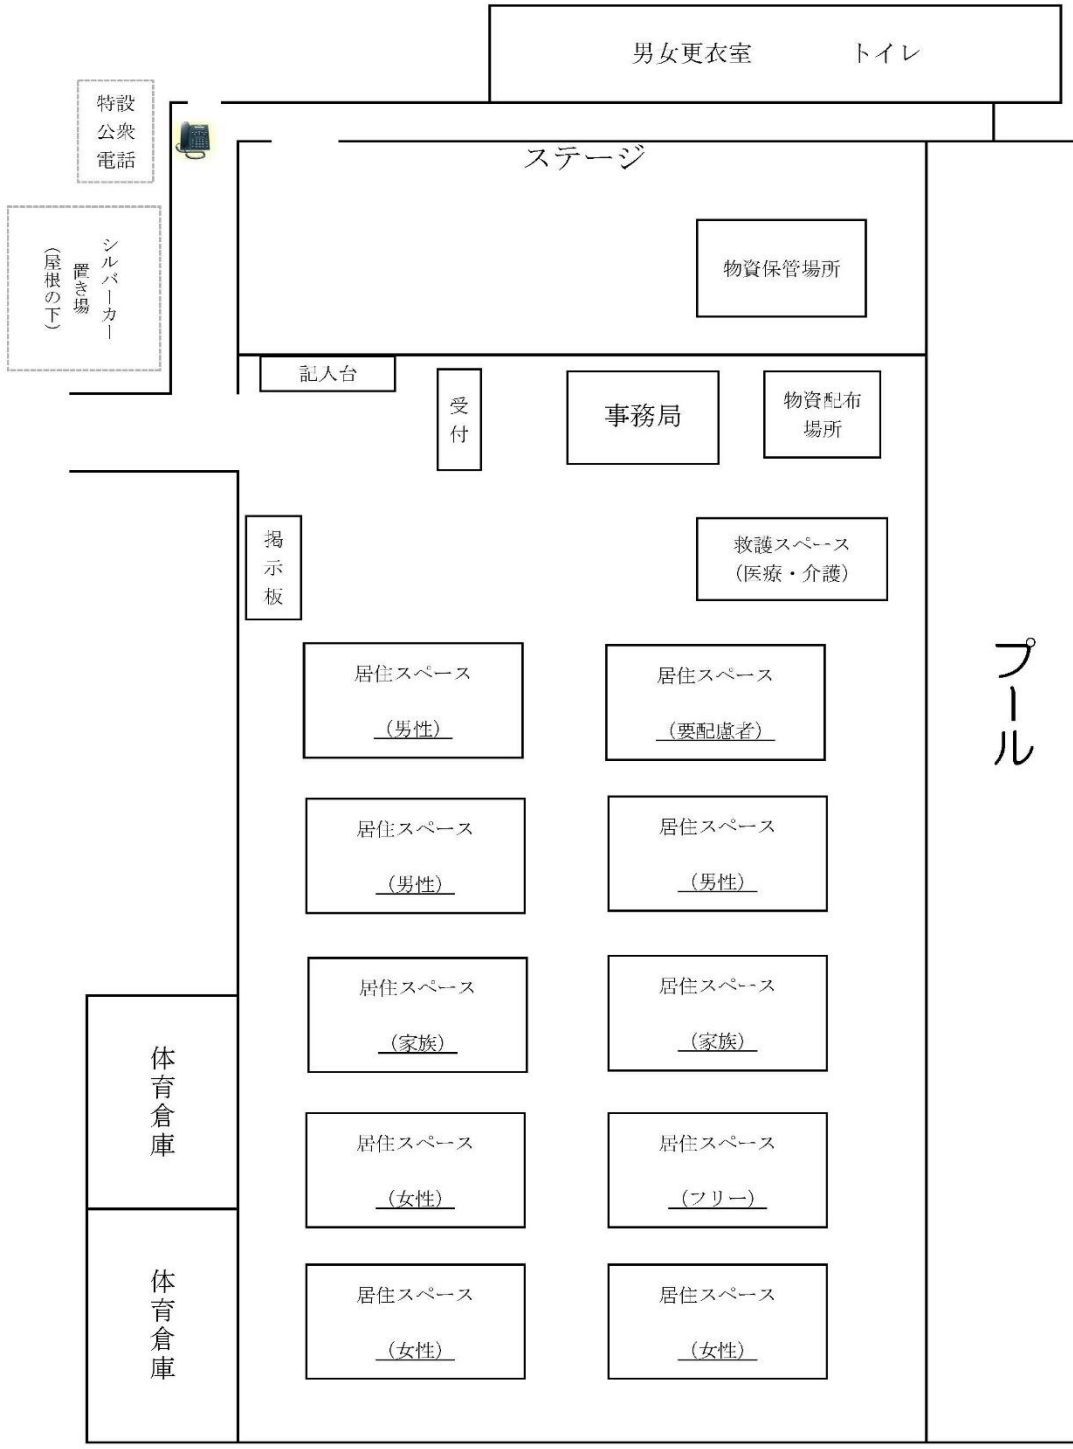 男女更衣室 トイレ
特設
公衆
電話
ステージ
シルバーカー
置き場
（屋根の下）
物資保管場所
記入台
受付
事務局
物資配布
場所
掲示板
救護スペース
（医療・介護）
プール
居住スペース
（男性）
居住スペース
（要配慮者）
居住スペース
（男性）
居住スペース
（男性）
居住スペース
（家族）
居住スペース
（家族）
体育倉庫
居住スペース
（女性）
居住スペース
（フリー）
体育倉庫
居住スペース
（女性）
居住スペース
（女性）